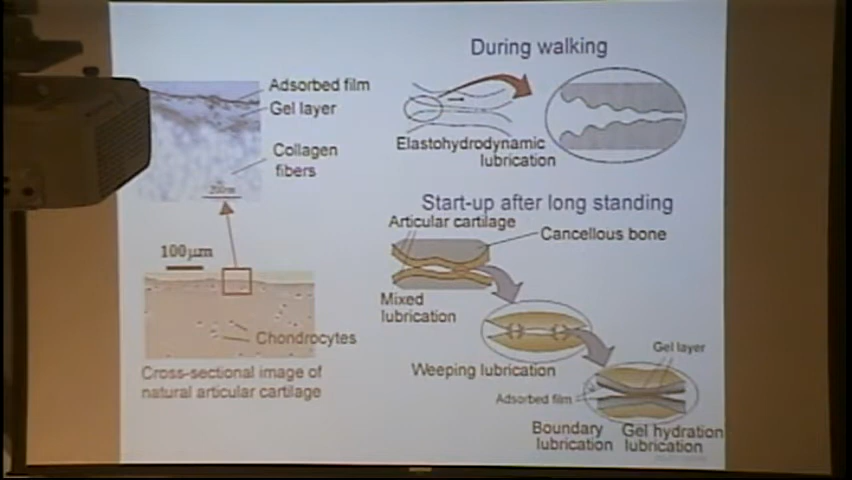 During walking
Adsorbed film
Gel layer
Collagen
fibers
Elastohydrodynamic
lubrication
Start-up after long standing
Articular cartilage
Cancellous bone
100µm
Mixed
lubrication
Chondrocytes
Weeping lubrication
Gel layer
Cross-sectional image of
natural articular cartilage
Adsorbed film
Boundary
lubrication
Gel hydration
lubrication